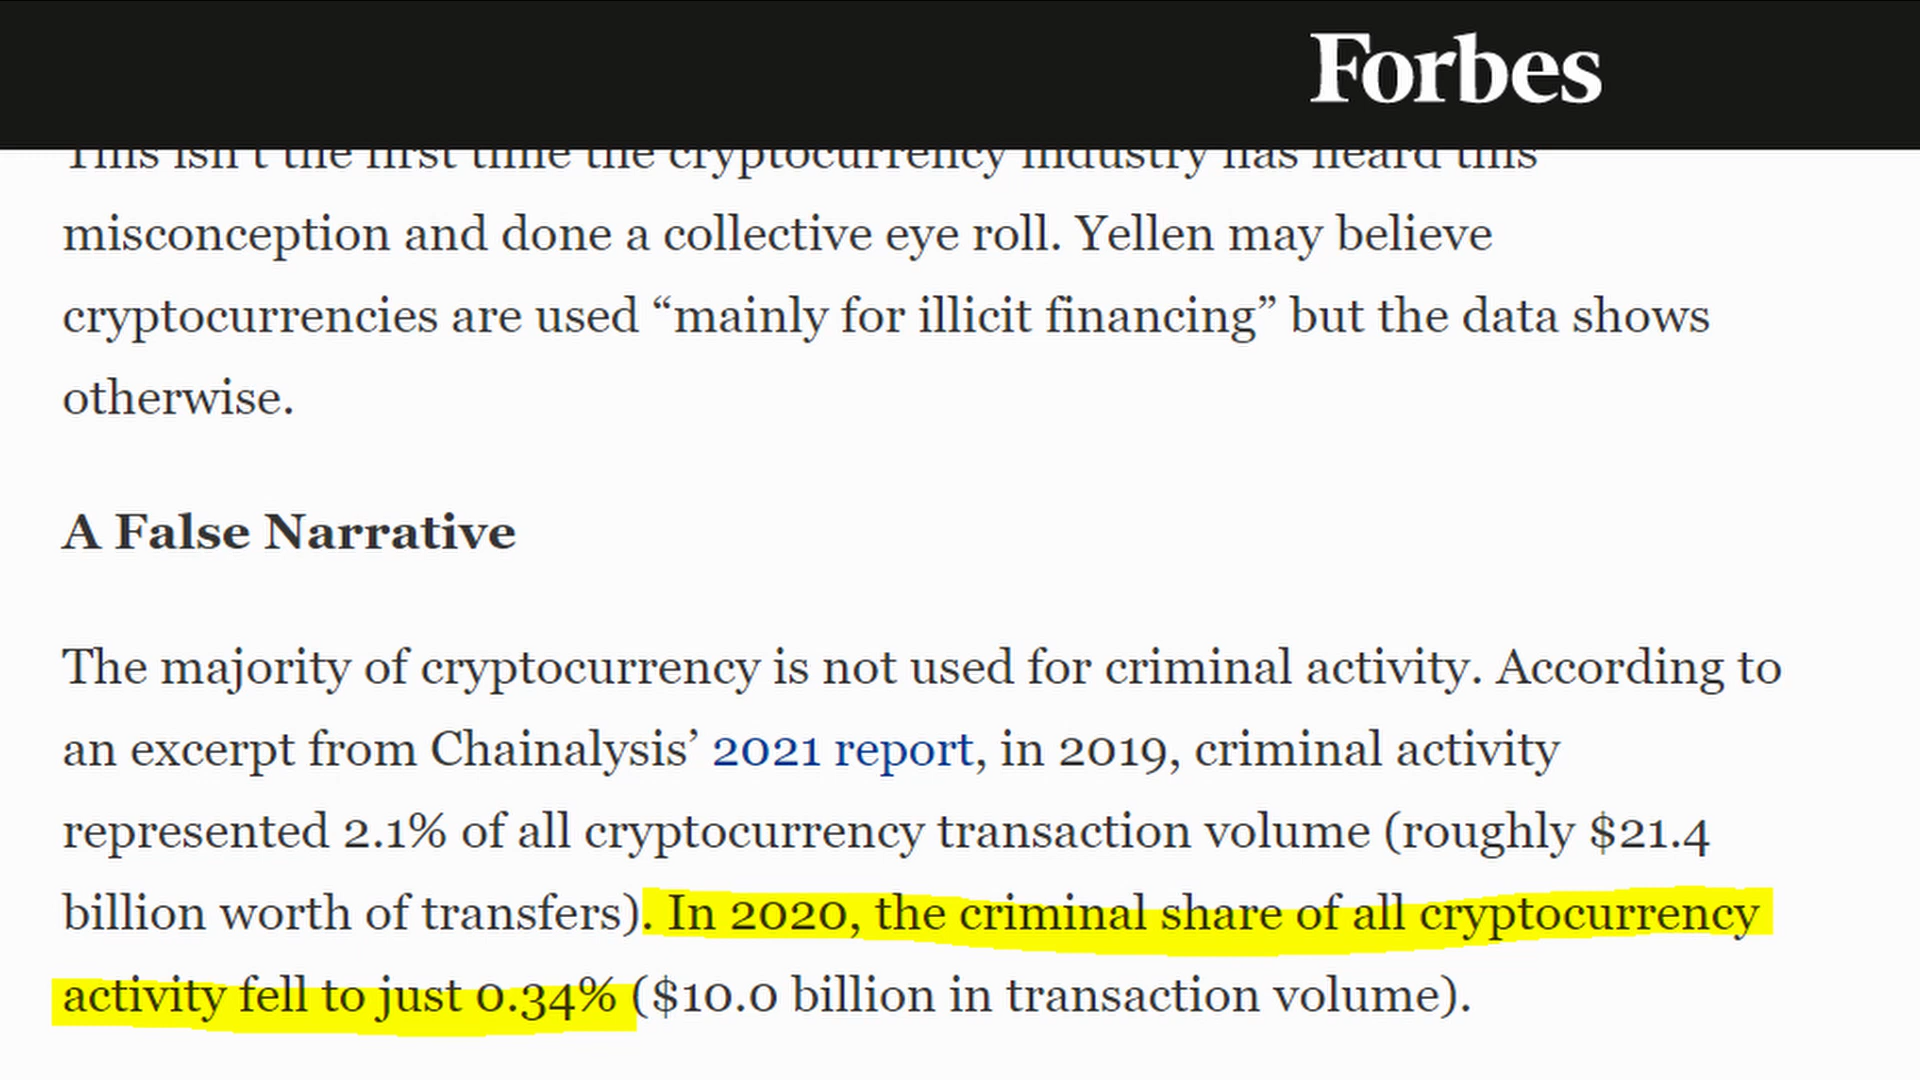 Forbes
This isn't the first time the cryptocurrency industry has heard this
misconception and done a collective eye roll. Yellen may believe
cryptocurrencies are used “mainly for illicit financing” but the data shows
otherwise.
A False Narrative
The majority of cryptocurrency is not used for criminal activity. According to
an excerpt from Chainalysis’ 2021 report, in 2019, criminal activity
represented 2.1% of all cryptocurrency transaction volume (roughly $21.4
billion worth of transfers). In 2020, the criminal share of all cryptocurrency
activity fell to just 0.34% ($10.0 billion in transaction volume).